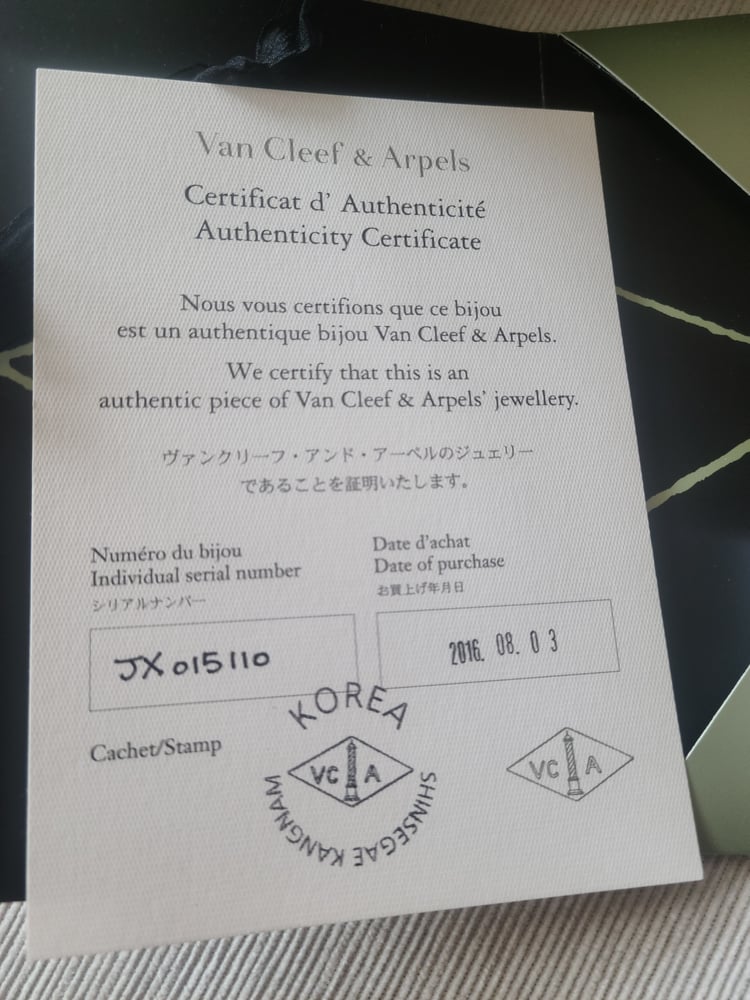 Van Cleef & Arpels
Certificat d' Authenticité
Authenticity Certificate
Nous vous certifions que ce bijou
est un authentique bijou Van Cleef & Arpels.
We certify that this is an
authentic piece of Van Cleef & Arpels' jewellery.
ヴァンクリーフ・アンド・アーペルのジュエリー
であることを証明いたします。
Numéro du bijou
Individual serial number
シリアルナンバー
JX015110
Date d'achat
Date of purchase
お買上げ年月日
2016. 08. 03
Cachet/Stamp
KOREA
VC A
SHINSEGAE KANGNAM
VC A